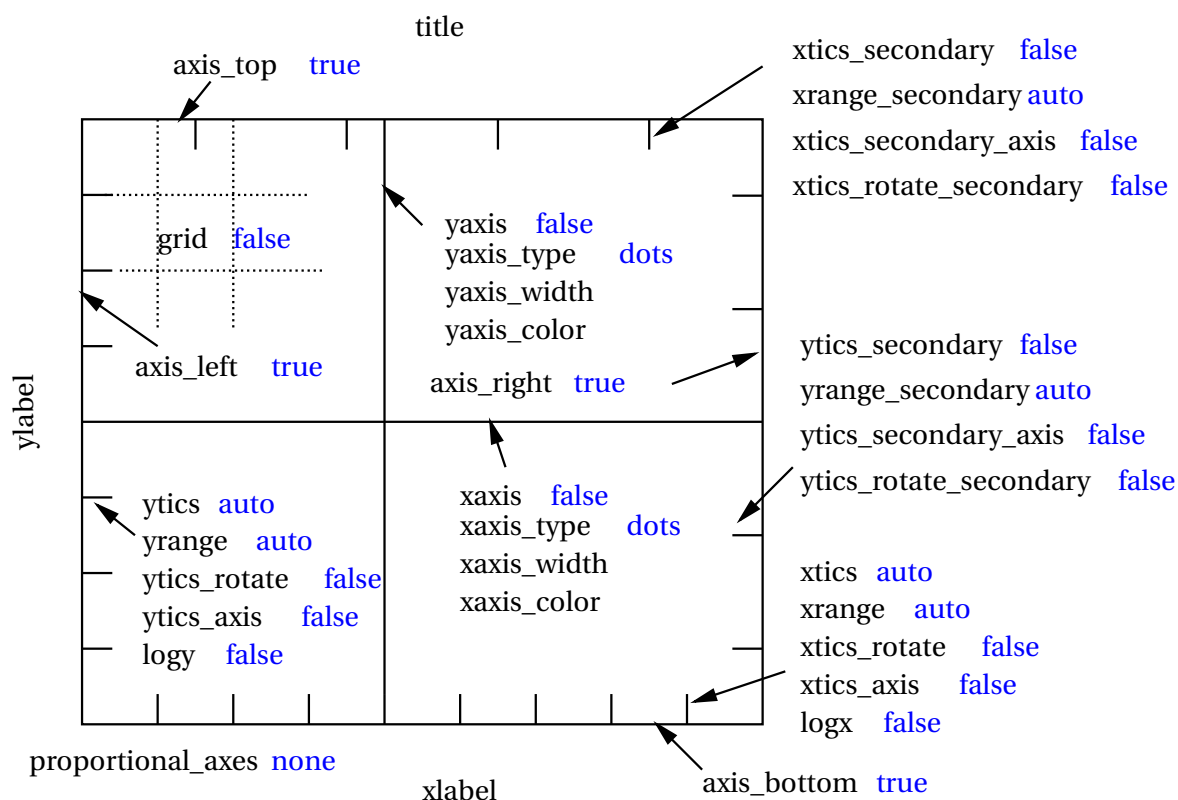 title
axis_top true
xtics_secondary false
xrange_secondary auto
xtics_secondary_axis false
xtics_rotate_secondary false
grid false
yaxis false
yaxis_type dots
yaxis_width
yaxis_color
axis_left true
axis_right true
ytics_secondary false
yrange_secondary auto
ytics_secondary_axis false
ytics_rotate_secondary false
ylabel
ytics auto
yrange auto
ytics_rotate false
ytics_axis false
logy false
xaxis false
xaxis_type dots
xaxis_width
xaxis_color
xtics auto
xrange auto
xtics_rotate false
xtics_axis false
logx false
proportional_axes none
xlabel
axis_bottom true